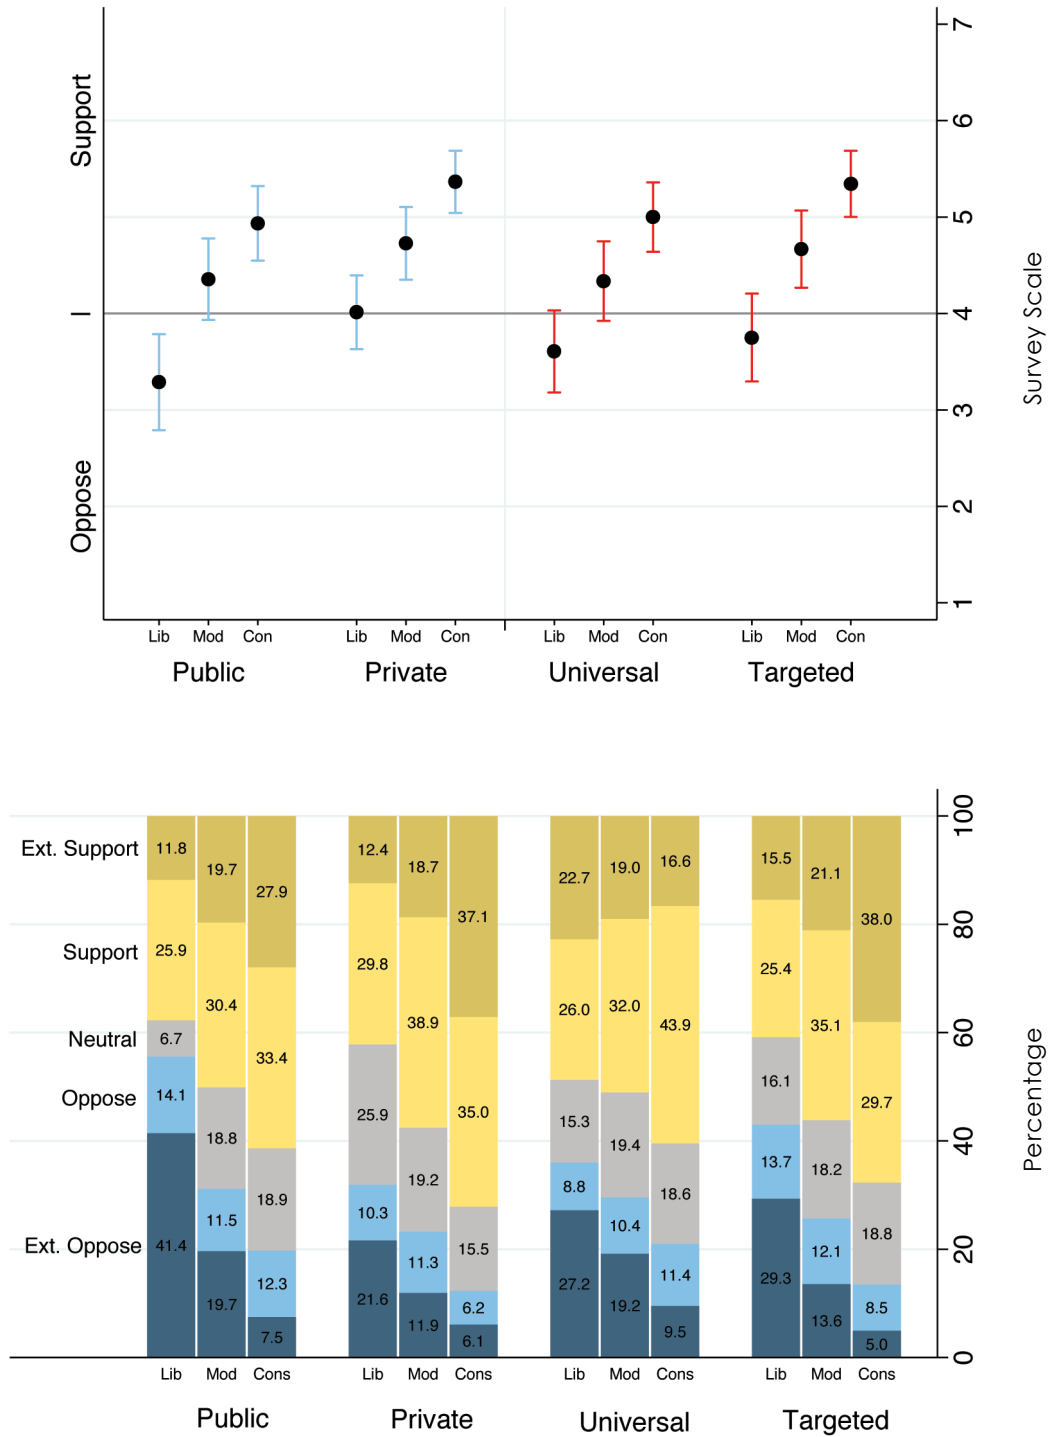 Support
I
Oppose
7
6
5
4
3
2
1
Survey Scale
Lib Mod Con Lib Mod Con Lib Mod Con Lib Mod Con
Public Private Universal Targeted
Ext. Support
Support
Neutral
Oppose
Ext. Oppose
11.8 25.9 6.7 14.1 41.4
19.7 30.4 18.8 11.5 19.7
27.9 33.4 18.9 12.3 7.5
12.4 29.8 25.9 10.3 21.6
18.7 38.9 19.2 11.3 11.9
37.1 35.0 15.5 6.2 6.1
22.7 26.0 15.3 8.8 27.2
19.0 32.0 19.4 10.4 19.2
16.6 43.9 18.6 11.4 9.5
15.5 25.4 16.1 13.7 29.3
21.1 35.1 18.2 12.1 13.6
38.0 29.7 18.8 8.5 5.0
100
80
60
40
20
0
Percentage
Lib Mod Cons Lib Mod Cons Lib Mod Cons Lib Mod Cons
Public Private Universal Targeted